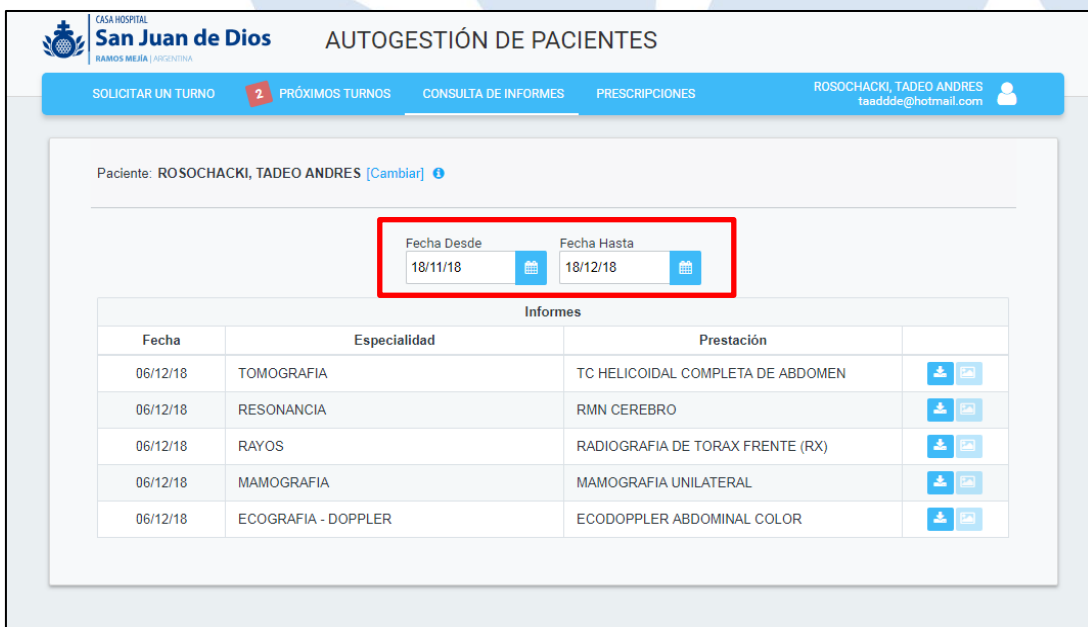 CASA HOSPITAL
San Juan de Dios
RAMOS MEJÍA | ARGENTINA
AUTOGESTIÓN DE PACIENTES
SOLICITAR UN TURNO 2 PRÓXIMOS TURNOS CONSULTA DE INFORMES PRESCRIPCIONES ROSOCHACKI, TADEO ANDRES
taaddde@hotmail.com
Paciente: ROSOCHACKI, TADEO ANDRES [Cambiar]
Fecha Desde Fecha Hasta
18/11/18 18/12/18
Informes
Fecha Especialidad Prestación
06/12/18 TOMOGRAFIA TC HELICOIDAL COMPLETA DE ABDOMEN
06/12/18 RESONANCIA RMN CEREBRO
06/12/18 RAYOS RADIOGRAFIA DE TORAX FRENTE (RX)
06/12/18 MAMOGRAFIA MAMOGRAFIA UNILATERAL
06/12/18 ECOGRAFIA - DOPPLER ECODOPPLER ABDOMINAL COLOR